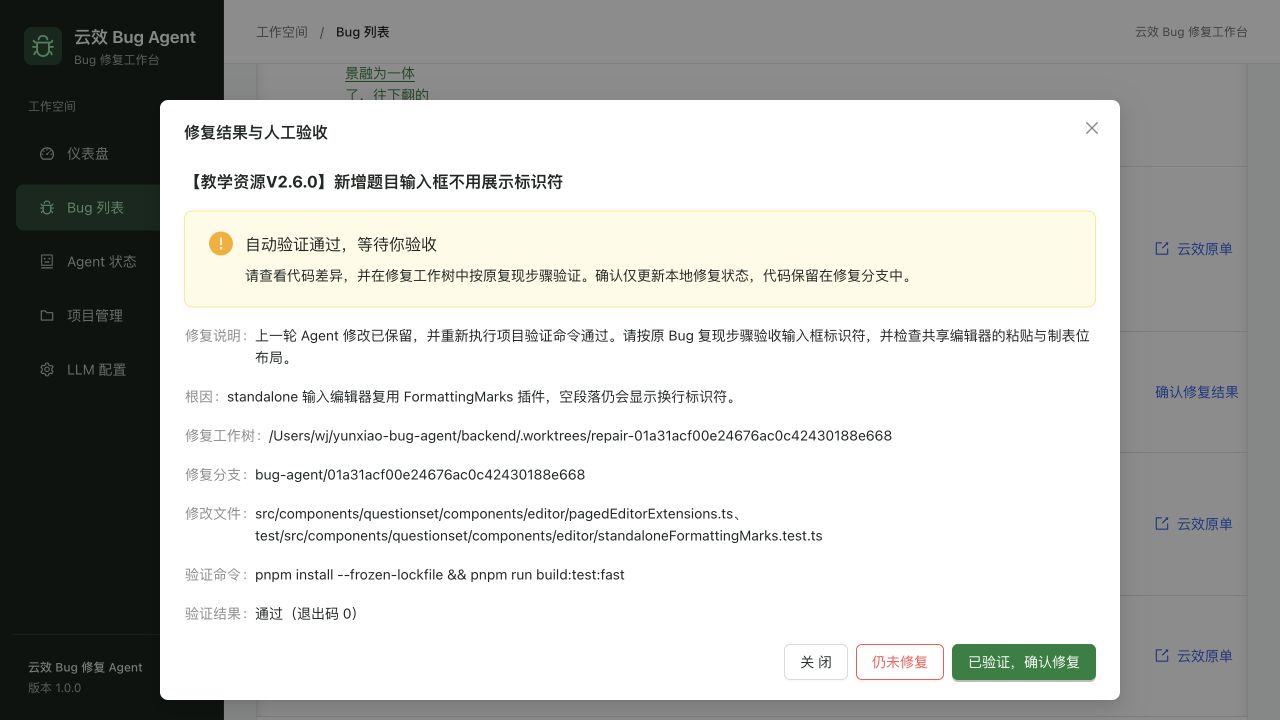 云效 Bug Agent
Bug 修复工作台
工作空间
仪表盘
Bug 列表
Agent 状态
项目管理
LLM 配置
云效 Bug 修复 Agent
版本 1.0.0
工作空间 / Bug 列表
云效 Bug 修复工作台
景融为一体
了，往下翻的
修复结果与人工验收
【教学资源V2.6.0】新增题目输入框不用展示标识符
自动验证通过，等待你验收
请查看代码差异，并在修复工作树中按原复现步骤验证。确认仅更新本地修复状态，代码保留在修复分支中。
修复说明：上一轮 Agent 修改已保留，并重新执行项目验证命令通过。请按原 Bug 复现步骤验收输入框标识符，并检查共享编辑器的粘贴与制表位
布局。
根因：standalone 输入编辑器复用 FormattingMarks 插件，空段落仍会显示换行标识符。
修复工作树：/Users/wj/yunxiao-bug-agent/backend/.worktrees/repair-01a31acf00e24676ac0c42430188e668
修复分支：bug-agent/01a31acf00e24676ac0c42430188e668
修改文件：src/components/questionset/components/editor/pagedEditorExtensions.ts、
test/src/components/questionset/components/editor/standaloneFormattingMarks.test.ts
验证命令：pnpm install --frozen-lockfile && pnpm run build:test:fast
验证结果：通过（退出码 0）
关 闭
仍未修复
已验证，确认修复
云效原单
确认修复结果
云效原单
云效原单